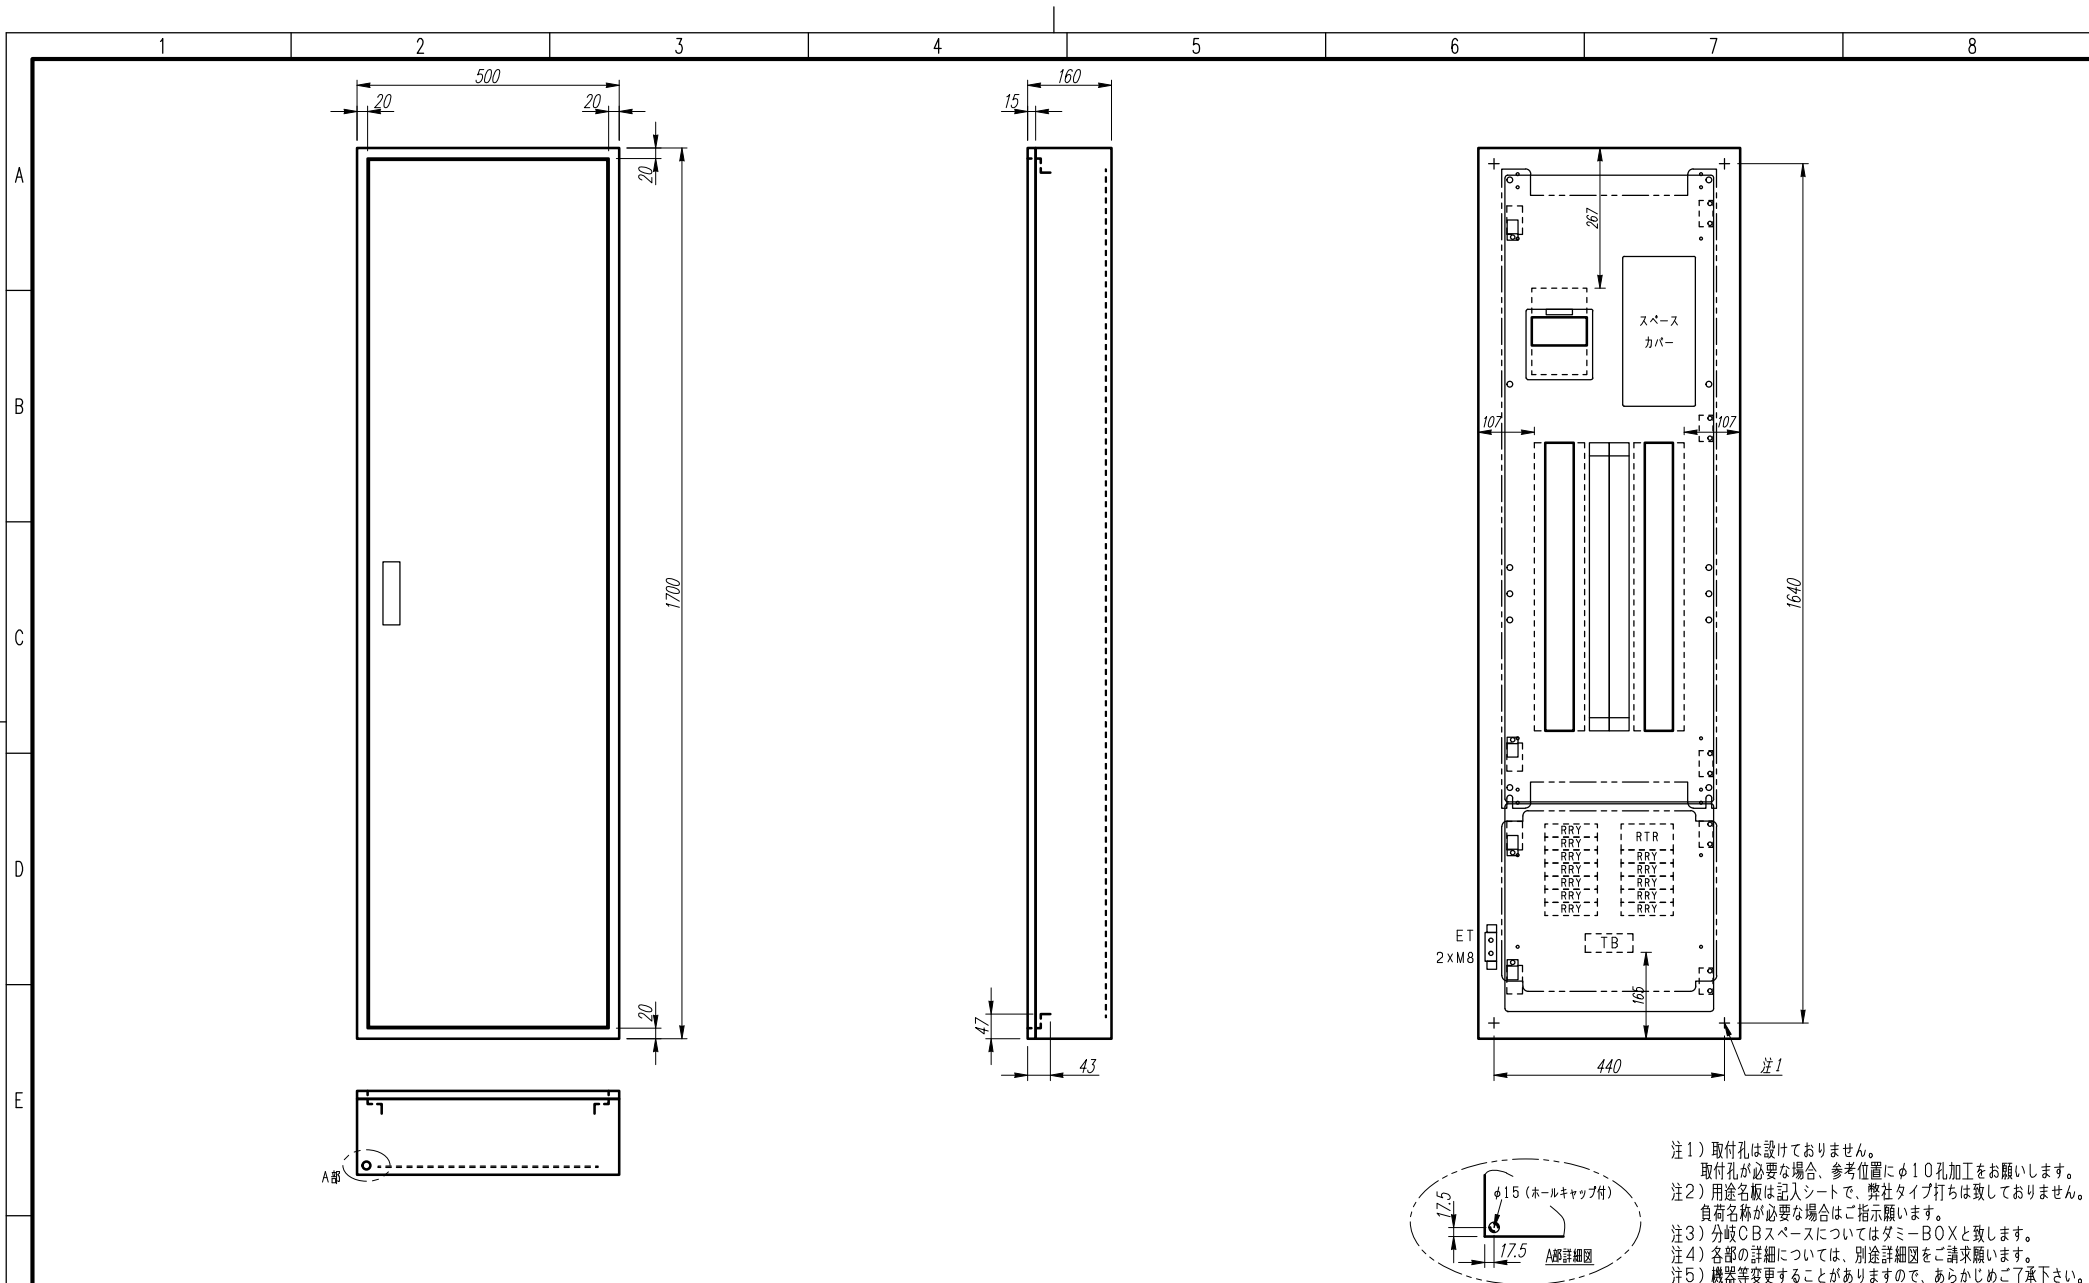 1 2 3 4 5 6 7 8
A
B
C
D
E
500
20 20
20
1700
20
A部
160
15
47
43
267
スペース
カバー
107 107
1640
RRY
RRY
RRY
RRY
RRY
RRY
RRY
RTR
RRY
RRY
RRY
RRY
RRY
ET
2×M8
TB
165
440
注1
17.5
φ15(ホールキャップ付)
17.5
A部詳細図
注1)取付孔は設けておりません。
取付孔が必要な場合、参考位置にφ10孔加工をお願いします。
注2)用途名板は記入シートで、弊社タイプ打ちは致しておりません。
負荷名称が必要な場合はご指示願います。
注3)分岐CBスペースについてはダミーBOXと致します。
注4)各部の詳細については、別途詳細図をご請求願います。
注5)機器等変更することがありますので、あらかじめご了承下さい。